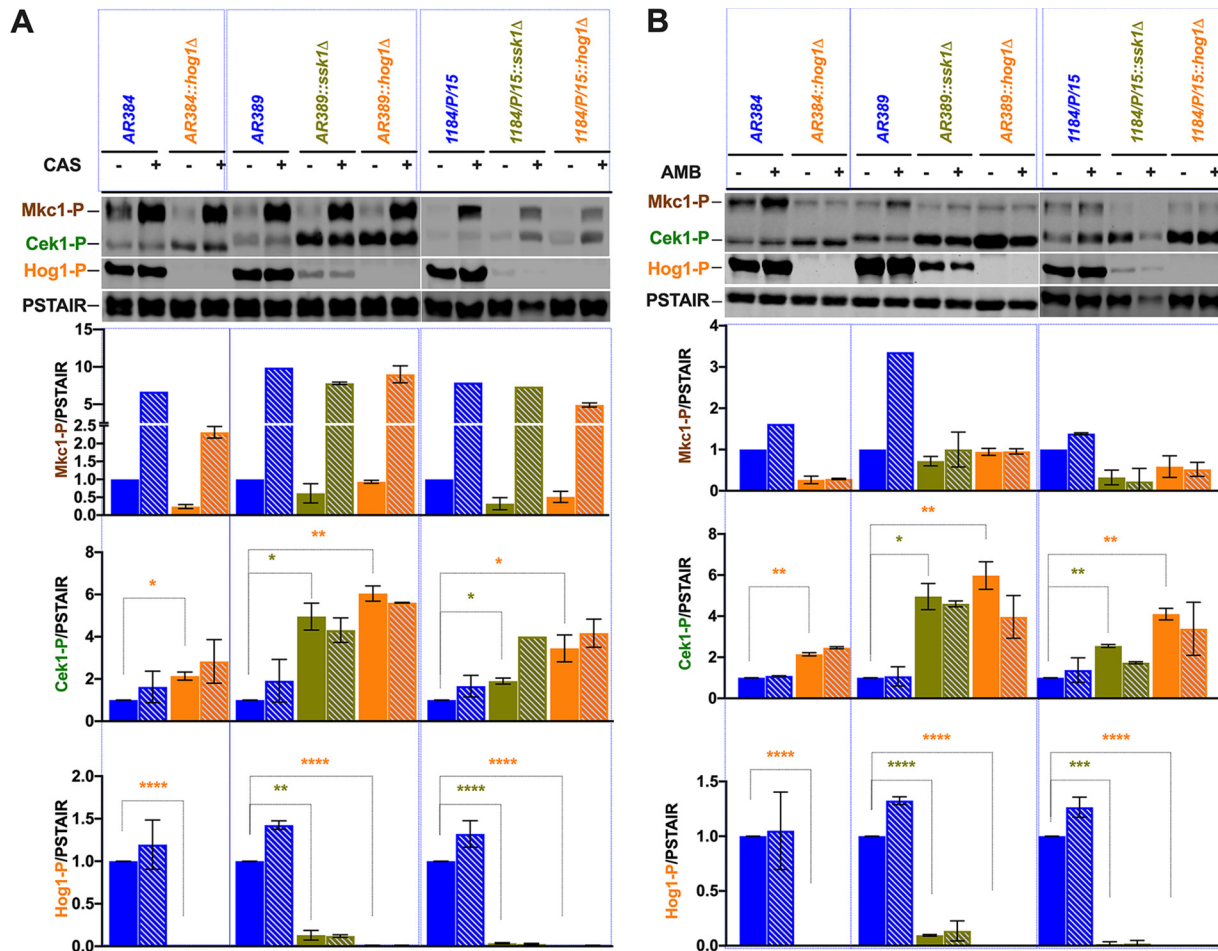 A
AR384
AR384::hog1Δ
AR389
AR389::ssk1Δ
AR389::hog1Δ
1184/P/15
1184/P/15::ssk1Δ
1184/P/15::hog1Δ
CAS - + - + - + - + - + - + - + - +
Mkc1-P
Cek1-P
Hog1-P
PSTAIR
Mkc1-P/PSTAIR
15
10
5
2.5
2.0
1.5
1.0
0.5
0.0
Cek1-P/PSTAIR
8
6
4
2
0
* * ** * *
Hog1-P/PSTAIR
2.0
1.5
1.0
0.5
0.0
**** ** **** **** ****
B
AR384
AR384::hog1Δ
AR389
AR389::ssk1Δ
AR389::hog1Δ
1184/P/15
1184/P/15::ssk1Δ
1184/P/15::hog1Δ
AMB - + - + - + - + - + - + - + - +
Mkc1-P
Cek1-P
Hog1-P
PSTAIR
Mkc1-P/PSTAIR
4
3
2
1
0
Cek1-P/PSTAIR
8
6
4
2
0
** * ** ** **
Hog1-P/PSTAIR
1.5
1.0
0.5
0.0
**** **** **** *** ****